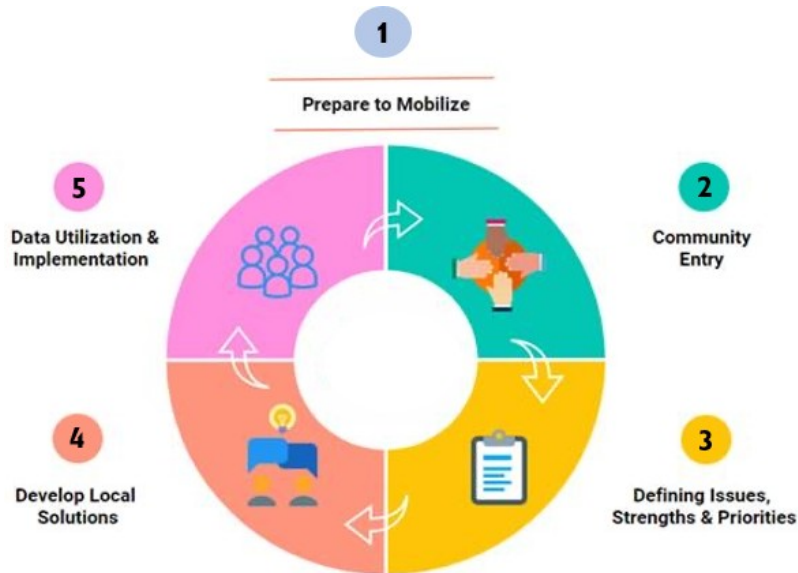 1
Prepare to Mobilize
2
Community
Entry
3
Defining Issues,
Strengths & Priorities
4
Develop Local
Solutions
5
Data Utilization &
Implementation